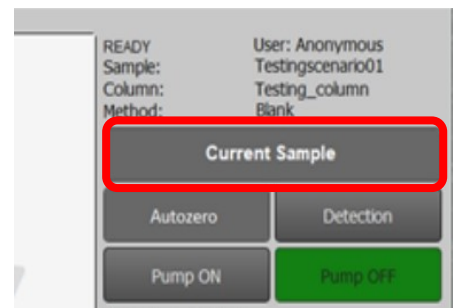 READY User: Anonymous
Sample: Testingscenario01
Column: Testing_column
Method: Blank
Current Sample
Autozero Detection
Pump ON Pump OFF